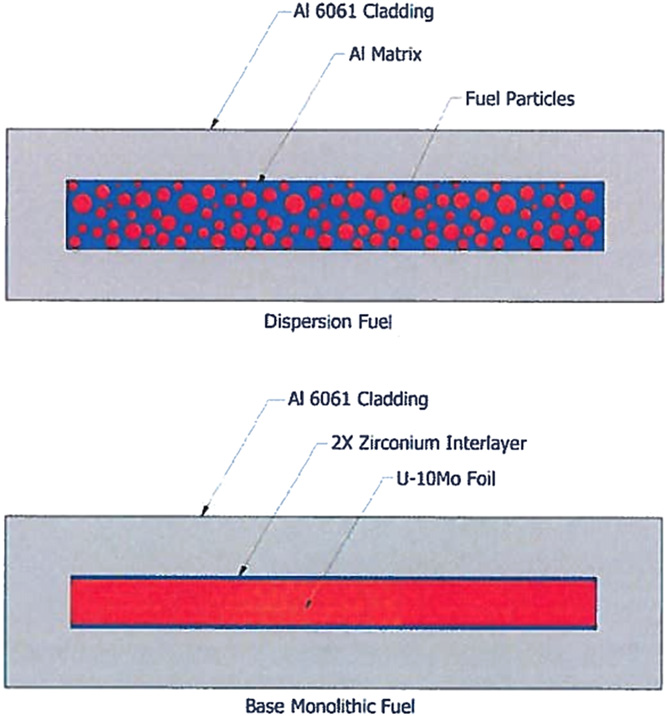 Al 6061 Cladding
Al Matrix
Fuel Particles
Dispersion Fuel
Al 6061 Cladding
2X Zirconium Interlayer
U-10Mo Foil
Base Monolithic Fuel